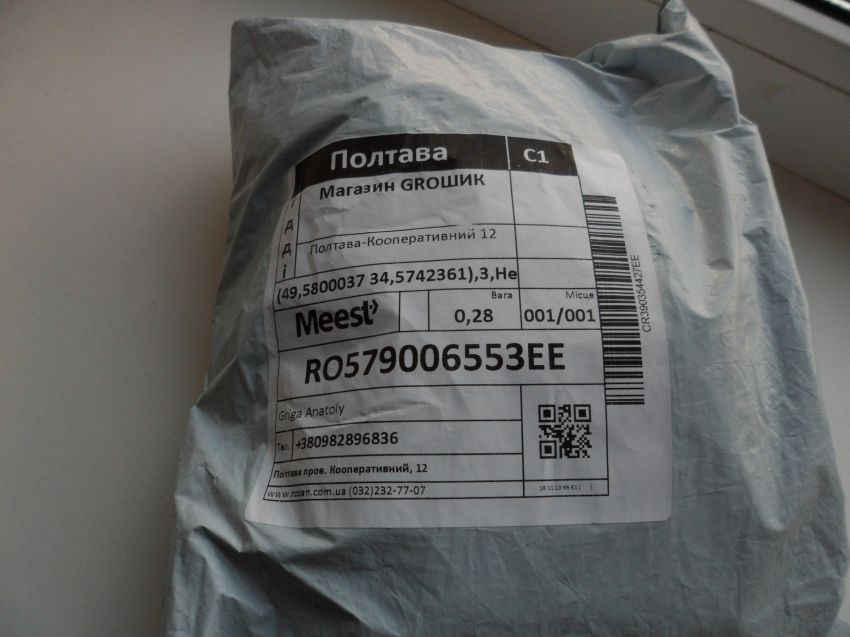 Полтава
C1
Магазин GROШИК
Д
Д
і
Полтава-Кооперативний 12
(49,5800037 34,5742361),3,Не
Meest
Вага
0,28
Місце
001/001
CR390354427EE
RO579006553EE
Griga Anatoly
Тел.
+380982896836
Полтава пров. Кооперативний, 12
www.rosan.com.ua (032)232-77-07